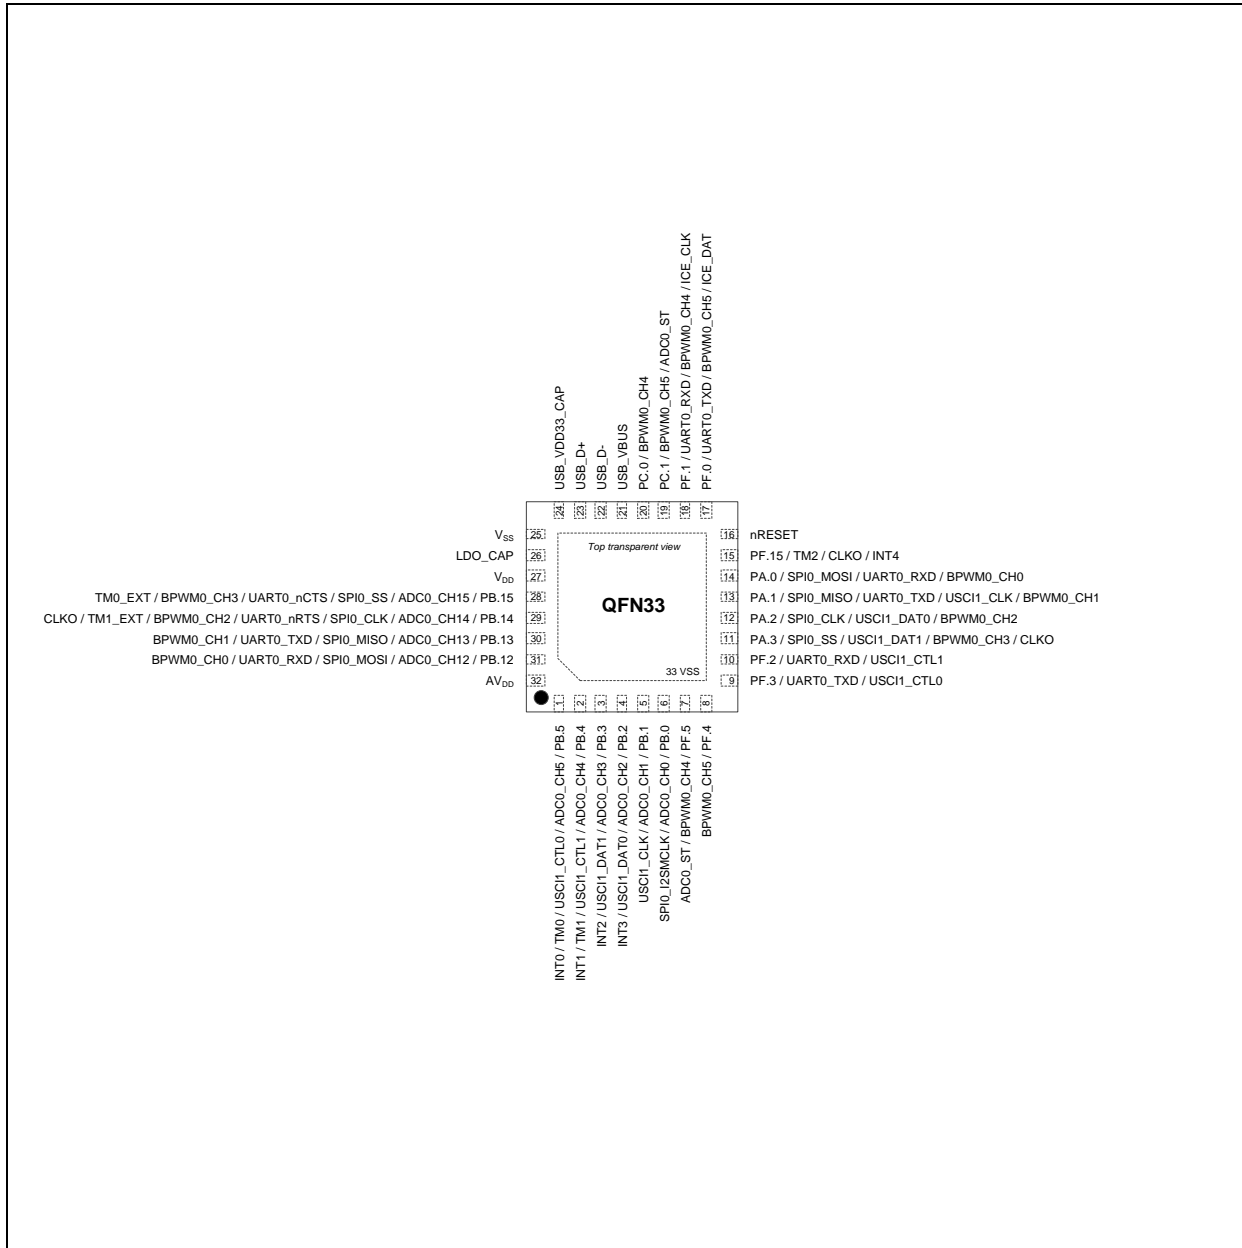 USB_VDD33_CAP
USB_D+
USB_D-
USB_VBUS
PC.0 / BPWM0_CH4
PC.1 / BPWM0_CH5 / ADC0_ST
PF.1 / UART0_RXD / BPWM0_CH4 / ICE_CLK
PF.0 / UART0_TXD / BPWM0_CH5 / ICE_DAT
24 23 22 21 20 19 18 17
VSS 25
LDO_CAP 26
VDD 27
TM0_EXT / BPWM0_CH3 / UART0_nCTS / SPI0_SS / ADC0_CH15 / PB.15 28
CLKO / TM1_EXT / BPWM0_CH2 / UART0_nRTS / SPI0_CLK / ADC0_CH14 / PB.14 29
BPWM0_CH1 / UART0_TXD / SPI0_MISO / ADC0_CH13 / PB.13 30
BPWM0_CH0 / UART0_RXD / SPI0_MOSI / ADC0_CH12 / PB.12 31
AVDD 32
Top transparent view
QFN33
33 VSS
16 nRESET
15 PF.15 / TM2 / CLKO / INT4
14 PA.0 / SPI0_MOSI / UART0_RXD / BPWM0_CH0
13 PA.1 / SPI0_MISO / UART0_TXD / USCI1_CLK / BPWM0_CH1
12 PA.2 / SPI0_CLK / USCI1_DAT0 / BPWM0_CH2
11 PA.3 / SPI0_SS / USCI1_DAT1 / BPWM0_CH3 / CLKO
10 PF.2 / UART0_RXD / USCI1_CTL1
9 PF.3 / UART0_TXD / USCI1_CTL0
1 2 3 4 5 6 7 8
INT0 / TM0 / USCI1_CTL0 / ADC0_CH5 / PB.5
INT1 / TM1 / USCI1_CTL1 / ADC0_CH4 / PB.4
INT2 / USCI1_DAT1 / ADC0_CH3 / PB.3
INT3 / USCI1_DAT0 / ADC0_CH2 / PB.2
USCI1_CLK / ADC0_CH1 / PB.1
SPI0_I2SMCLK / ADC0_CH0 / PB.0
ADC0_ST / BPWM0_CH4 / PF.5
BPWM0_CH5 / PF.4